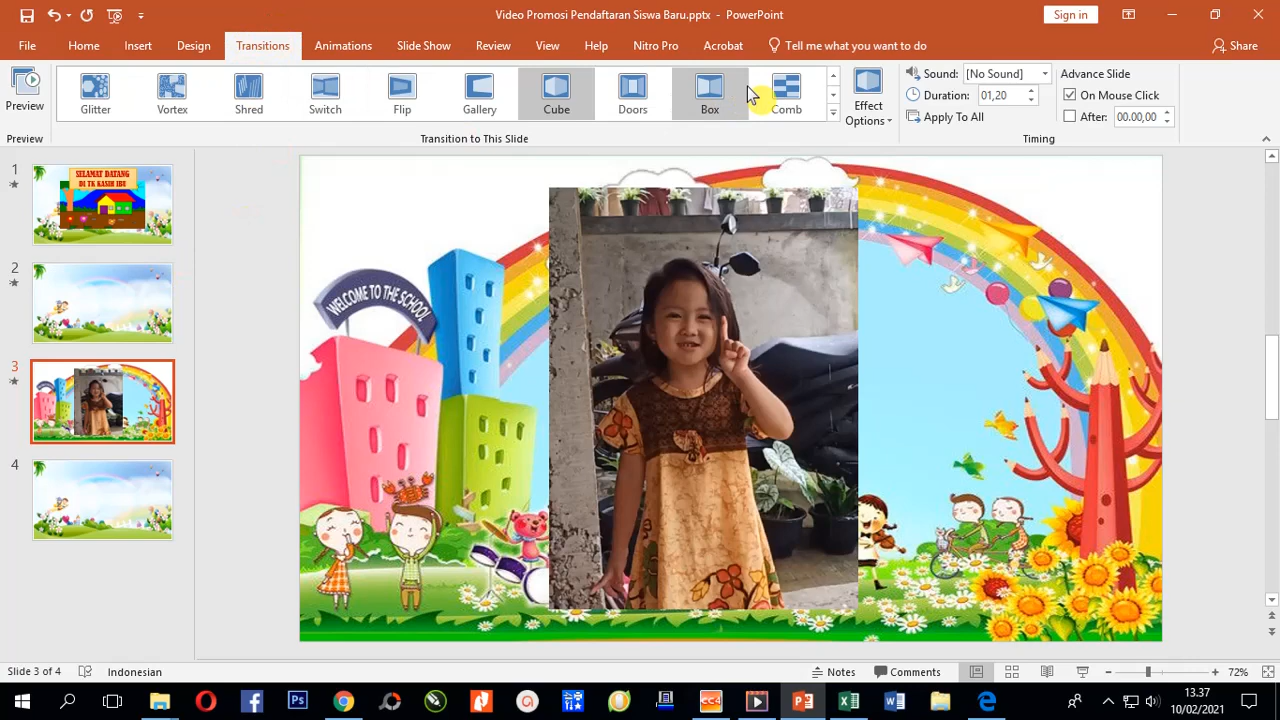 Video Promosi Pendaftaran Siswa Baru.pptx - PowerPoint
Sign in
File Home Insert Design Transitions Animations Slide Show Review View Help Nitro Pro Acrobat Tell me what you want to do Share
Preview Glitter Vortex Shred Switch Flip Gallery Cube Doors Box Comb Effect Options
Sound: [No Sound] Advance Slide
Duration: 01,20 On Mouse Click
Apply To All After: 00.00,00
Preview Transition to This Slide Timing
1
SELAMAT DATANG
DI TK KASIH IBU
2
3
4
WELCOME TO THE SCHOOL!
Slide 3 of 4 Indonesian Notes Comments 72%
13.37
10/02/2021